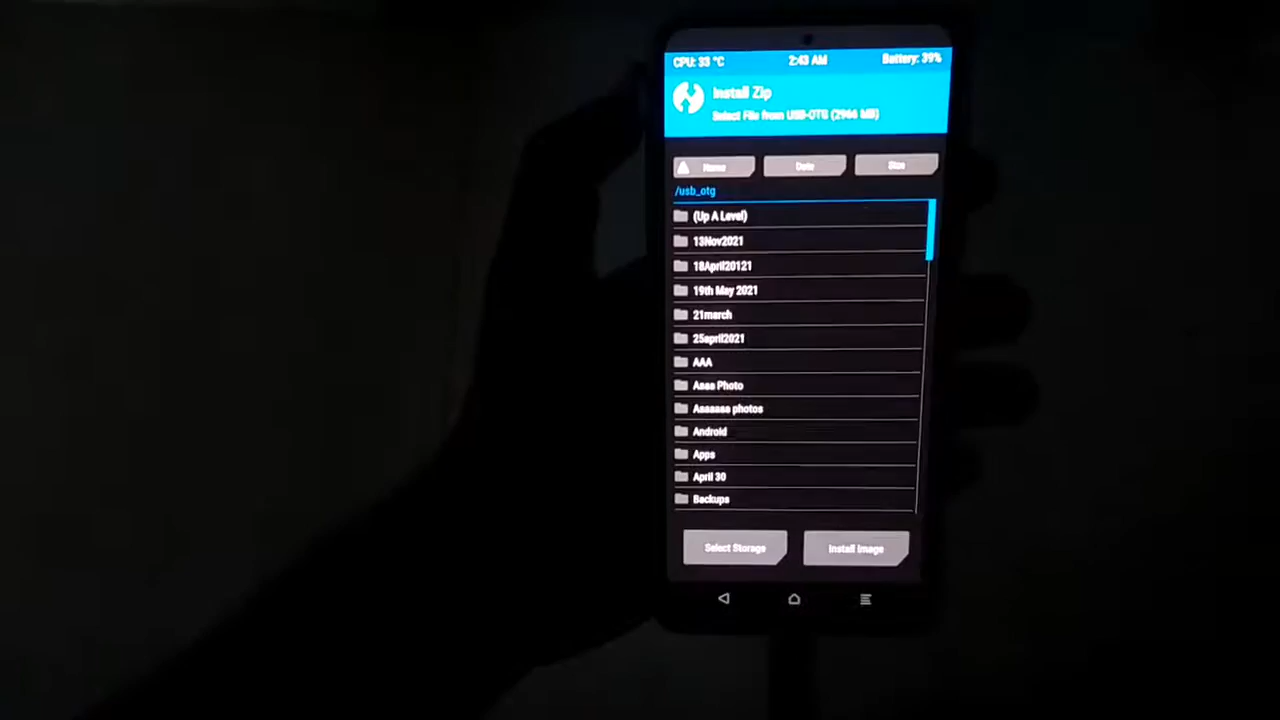 CPU: 33 °C 2:43 AM Battery: 39%
Install Zip
Select File from USB-OTG (2966 MB)
Name Date Size
/usb_otg
(Up A Level)
13Nov2021
18April20121
19th May 2021
21march
25april2021
AAA
Aaaa Photo
Aaaaaaa photos
Android
Apps
April 30
Backups
Select Storage Install Image